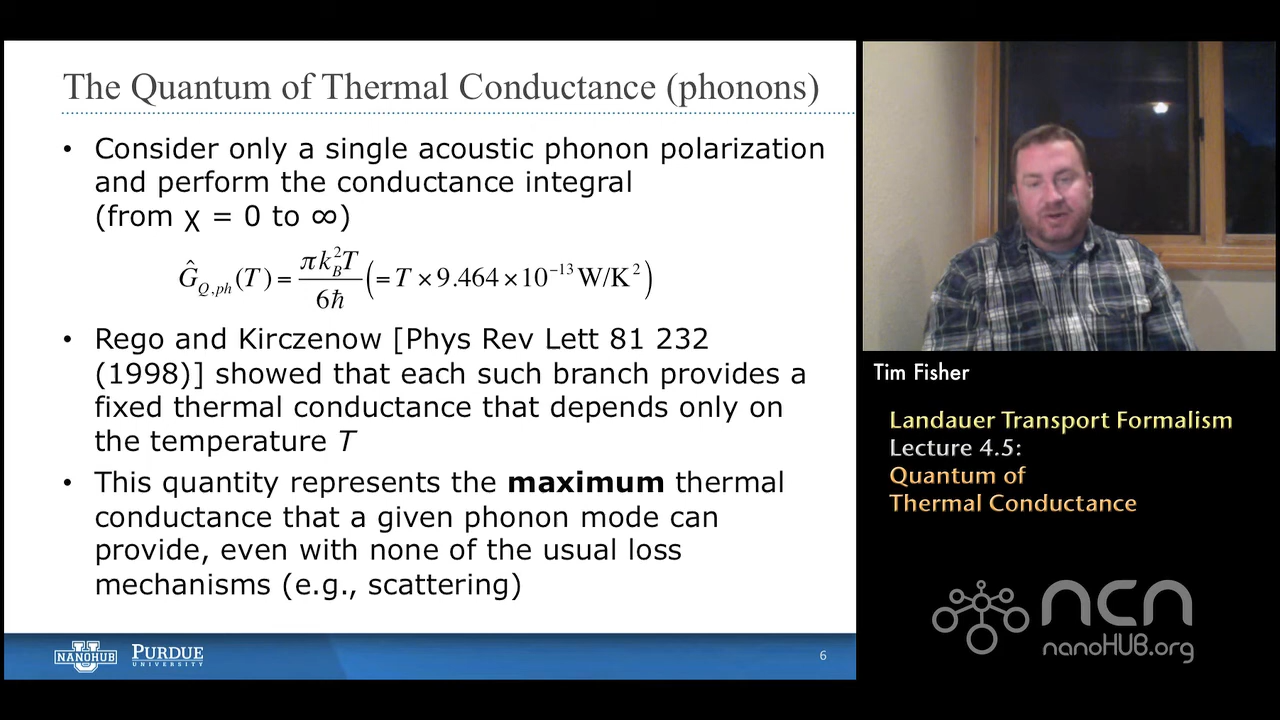 The Quantum of Thermal Conductance (phonons)
• Consider only a single acoustic phonon polarization
and perform the conductance integral
(from χ = 0 to ∞)
Ĝ_{Q,ph}(T) = πk_B²T / 6ħ (= T × 9.464 × 10⁻¹³ W/K²)
• Rego and Kirczenow [Phys Rev Lett 81 232
(1998)] showed that each such branch provides a
fixed thermal conductance that depends only on
the temperature T
• This quantity represents the maximum thermal
conductance that a given phonon mode can
provide, even with none of the usual loss
mechanisms (e.g., scattering)
NANOHUB
PURDUE
UNIVERSITY
6
Tim Fisher
Landauer Transport Formalism
Lecture 4.5:
Quantum of
Thermal Conductance
ncn
nanoHUB.org